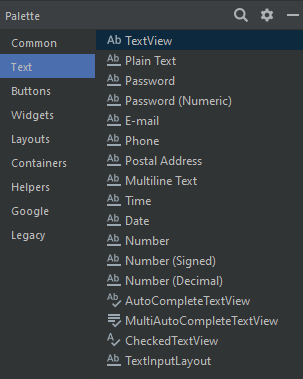 Palette
Common
Text
Buttons
Widgets
Layouts
Containers
Helpers
Google
Legacy
Ab TextView
Ab Plain Text
Ab Password
Ab Password (Numeric)
Ab E-mail
Ab Phone
Ab Postal Address
Ab Multiline Text
Ab Time
Ab Date
Ab Number
Ab Number (Signed)
Ab Number (Decimal)
Ab AutoCompleteTextView
MultiAutoCompleteTextView
A CheckedTextView
Ab TextInputLayout